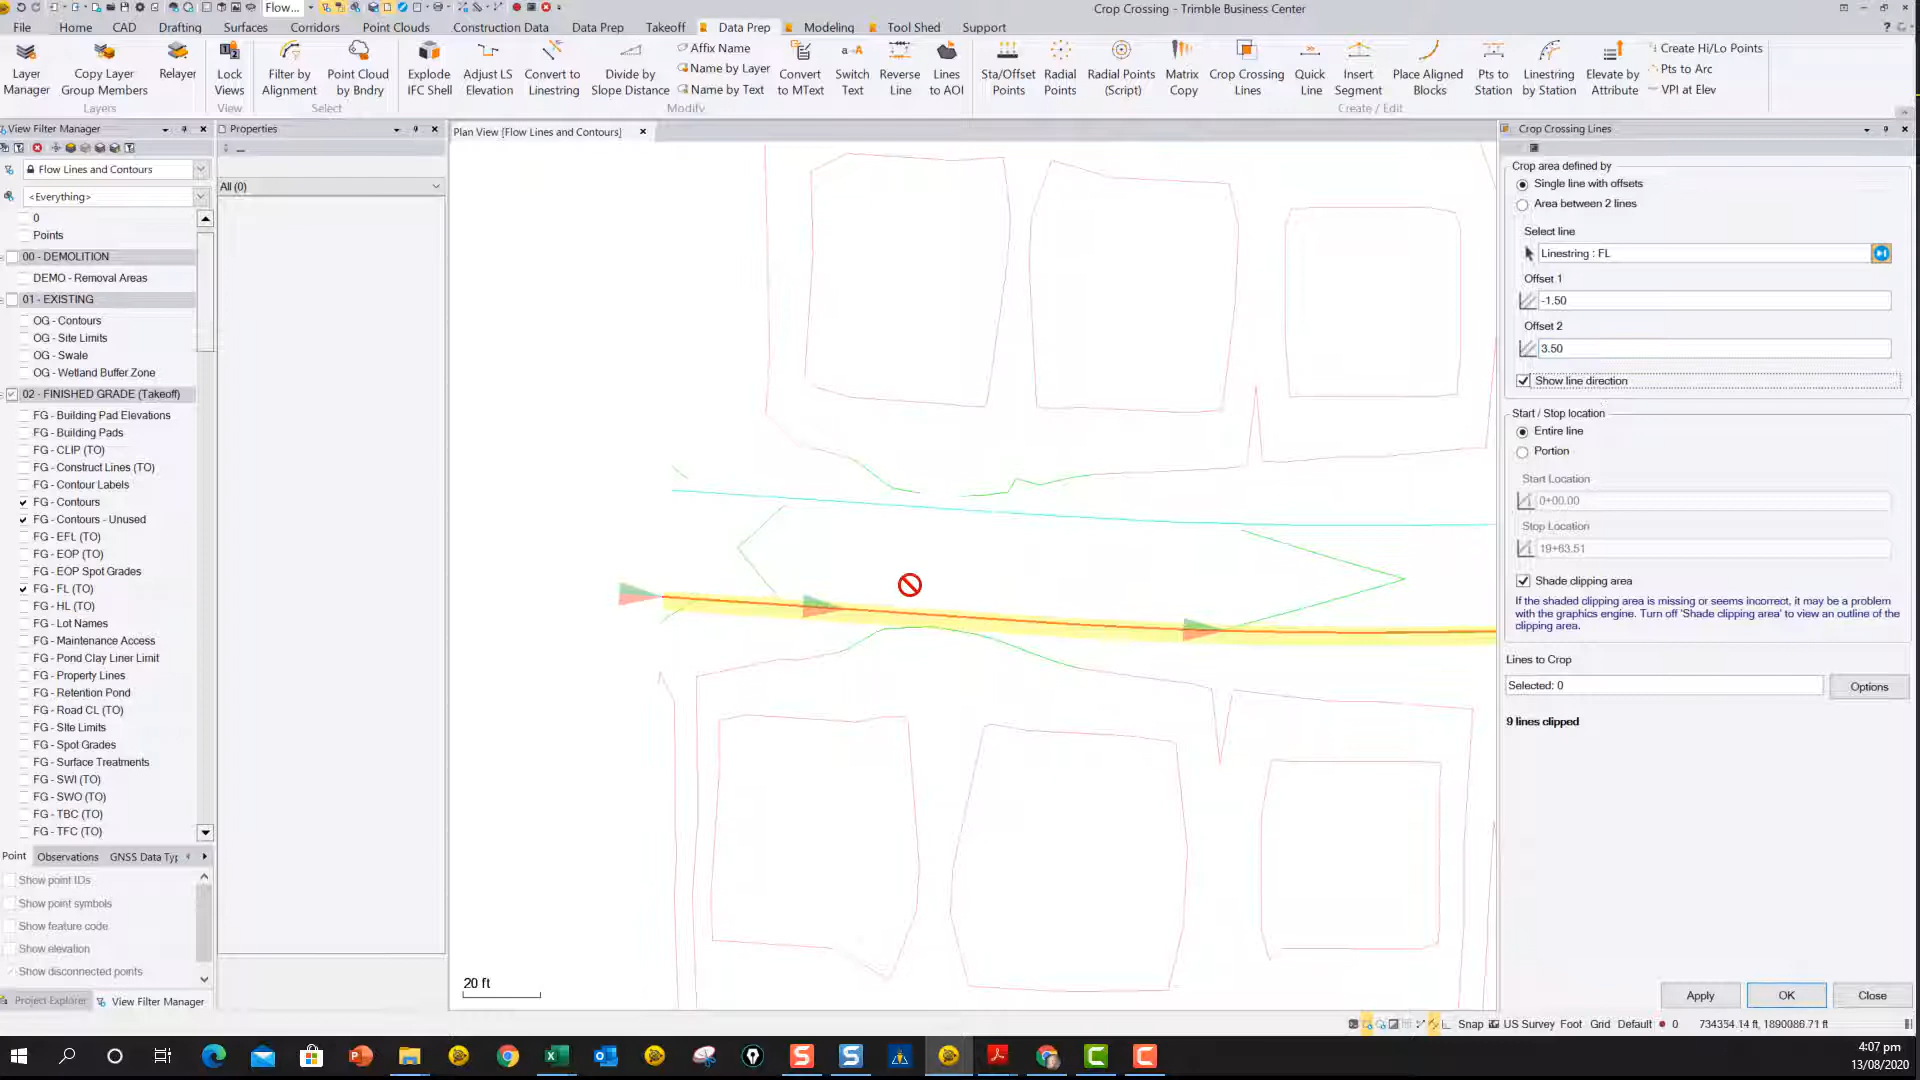 Flow...
Crop Crossing - Trimble Business Center
File
Home
CAD
Drafting
Surfaces
Corridors
Point Clouds
Construction Data
Data Prep
Takeoff
Data Prep
Modeling
Tool Shed
Support
Layer Manager
Copy Layer Group Members
Relayer
Lock Views
Filter by Alignment
Point Cloud by Bndry
Explode IFC Shell
Adjust LS Elevation
Convert to Linestring
Divide by Slope Distance
Affix Name
Name by Layer
Name by Text
Convert to MText
Switch Text
Reverse Line
Lines to AOI
Sta/Offset Points
Radial Points
Radial Points (Script)
Matrix Copy
Crop Crossing Lines
Quick Line
Insert Segment
Place Aligned Blocks
Pts to Station
Linestring by Station
Elevate by Attribute
Create Hi/Lo Points
Pts to Arc
VPI at Elev
Layers
View
Select
Modify
Create / Edit
View Filter Manager
Flow Lines and Contours
<Everything>
0
Points
00 - DEMOLITION
DEMO - Removal Areas
01 - EXISTING
OG - Contours
OG - Site Limits
OG - Swale
OG - Wetland Buffer Zone
02 - FINISHED GRADE (Takeoff)
FG - Building Pad Elevations
FG - Building Pads
FG - CLIP (TO)
FG - Construct Lines (TO)
FG - Contour Labels
FG - Contours
FG - Contours - Unused
FG - EFL (TO)
FG - EOP (TO)
FG - EOP Spot Grades
FG - FL (TO)
FG - HL (TO)
FG - Lot Names
FG - Maintenance Access
FG - Pond Clay Liner Limit
FG - Property Lines
FG - Retention Pond
FG - Road CL (TO)
FG - SIte Limits
FG - Spot Grades
FG - Surface Treatments
FG - SWI (TO)
FG - SWO (TO)
FG - TBC (TO)
FG - TFC (TO)
Point
Observations
GNSS Data Typ
Show point IDs
Show point symbols
Show feature code
Show elevation
Show disconnected points
Project Explorer
View Filter Manager
Properties
All (0)
Plan View [Flow Lines and Contours]
20 ft
Crop Crossing Lines
Crop area defined by
Single line with offsets
Area between 2 lines
Select line
Linestring : FL
Offset 1
-1.50
Offset 2
3.50
Show line direction
Start / Stop location
Entire line
Portion
Start Location
0+00.00
Stop Location
19+63.51
Shade clipping area
If the shaded clipping area is missing or seems incorrect, it may be a problem
with the graphics engine. Turn off 'Shade clipping area' to view an outline of the
clipping area.
Lines to Crop
Selected: 0
Options
9 lines clipped
Apply
OK
Close
Snap
US Survey Foot
Grid
Default
0
734354.14 ft, 1890086.71 ft
4:07 pm
13/08/2020